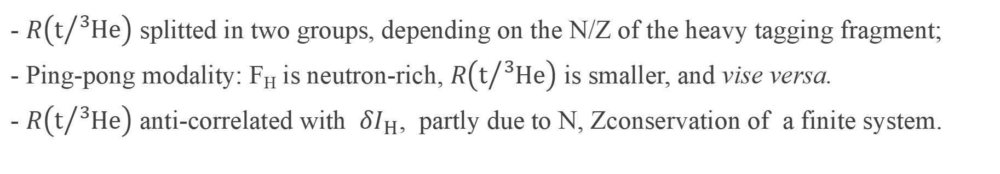 - R(t/³He) splitted in two groups, depending on the N/Z of the heavy tagging fragment;
- Ping-pong modality: F_H is neutron-rich, R(t/³He) is smaller, and vise versa.
- R(t/³He) anti-correlated with δI_H, partly due to N, Zconservation of a finite system.